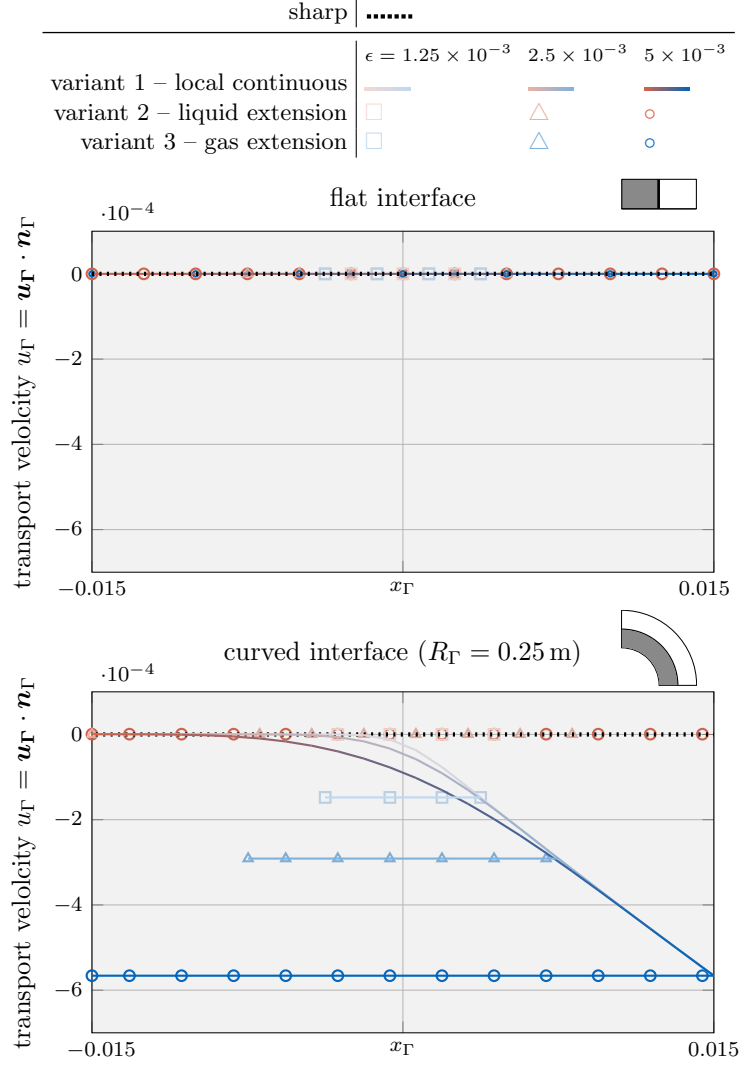 sharp
ϵ = 1.25 × 10⁻³ 2.5 × 10⁻³ 5 × 10⁻³
variant 1 – local continuous
variant 2 – liquid extension
variant 3 – gas extension
flat interface
·10⁻⁴
0
−2
−4
−6
transport velolcity u_Γ = u_Γ · n_Γ
−0.015 x_Γ 0.015
curved interface (R_Γ = 0.25 m)
·10⁻⁴
0
−2
−4
−6
transport velolcity u_Γ = u_Γ · n_Γ
−0.015 x_Γ 0.015